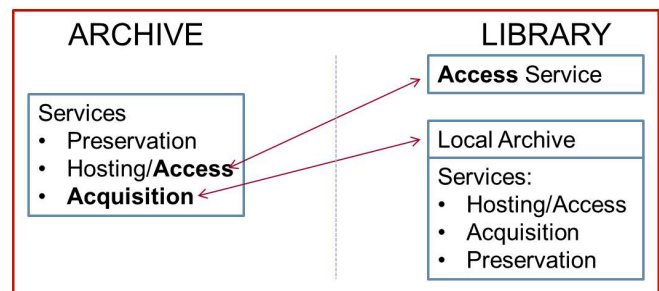 ARCHIVE
Services
• Preservation
• Hosting/Access
• Acquisition
LIBRARY
Access Service
Local Archive
Services:
• Hosting/Access
• Acquisition
• Preservation